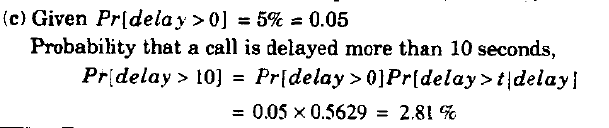 (c) Given Pr[delay > 0] = 5% = 0.05
Probability that a call is delayed more than 10 seconds,
Pr[delay > 10] = Pr[delay > 0]Pr[delay > t|delay]
= 0.05 × 0.5629 = 2.81 %